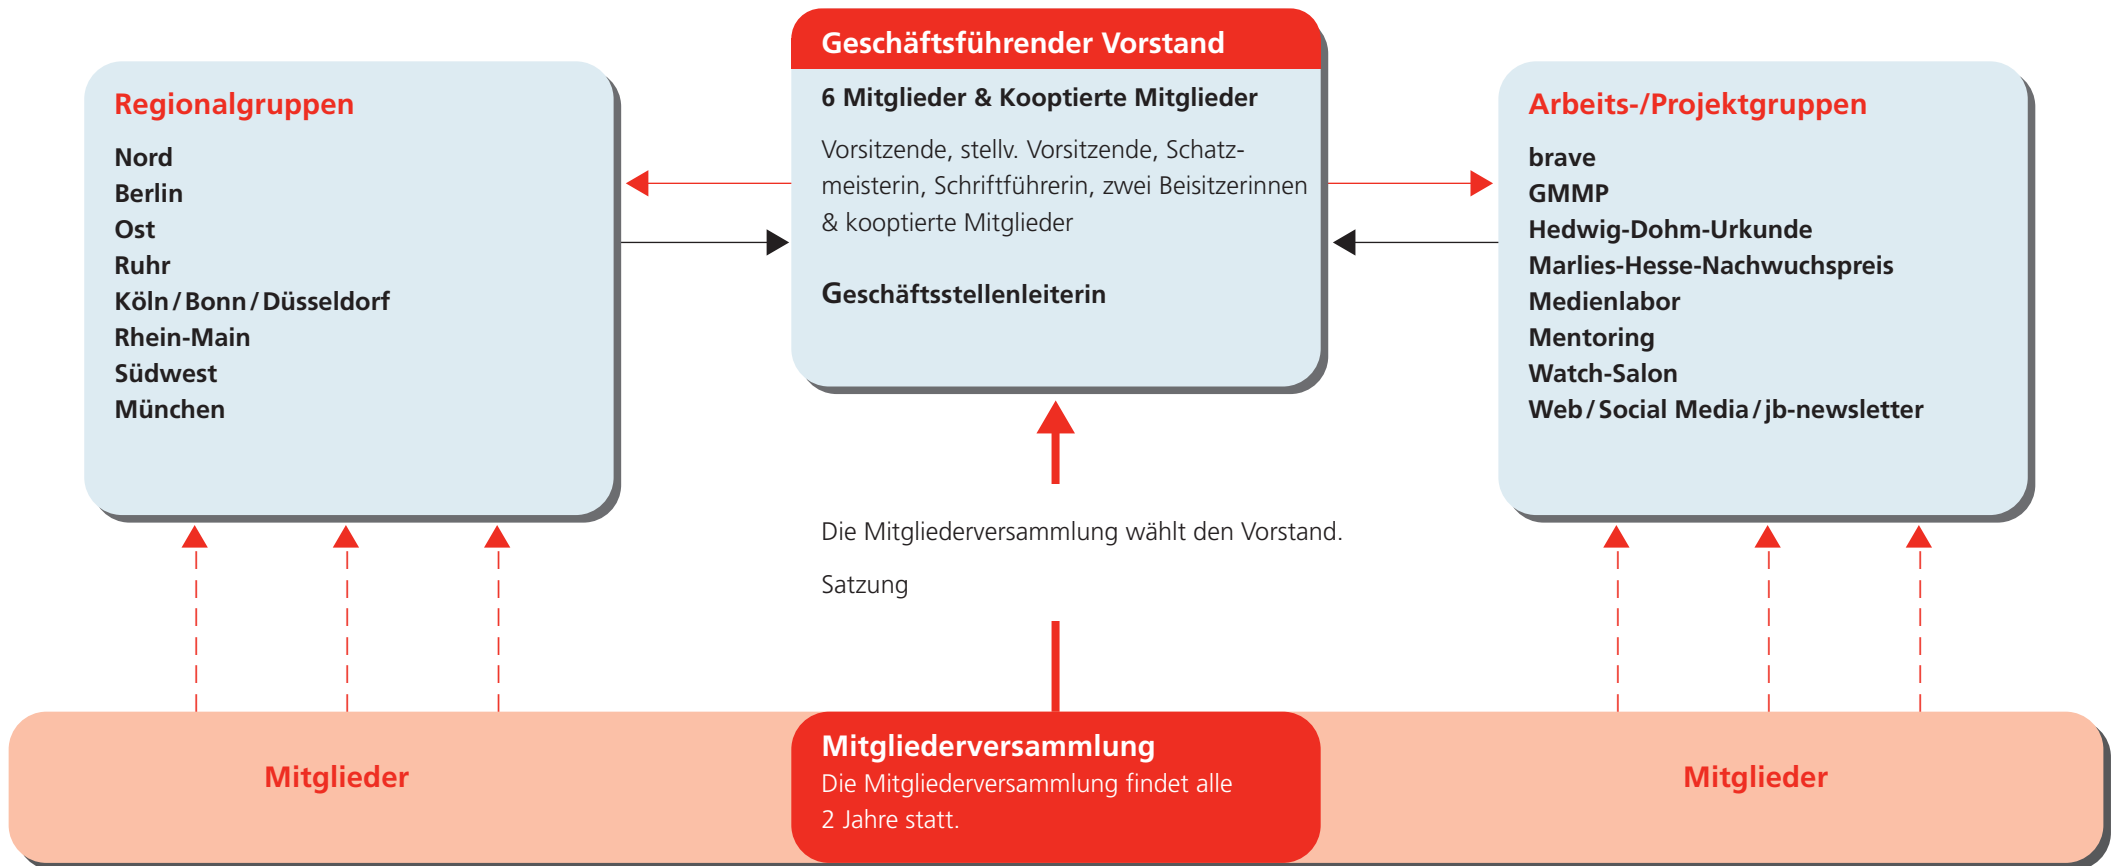 Geschäftsführender Vorstand
6 Mitglieder & Kooptierte Mitglieder
Vorsitzende, stellv. Vorsitzende, Schatz-
meisterin, Schriftführerin, zwei Beisitzerinnen
& kooptierte Mitglieder
Geschäftsstellenleiterin
Regionalgruppen
Nord
Berlin
Ost
Ruhr
Köln / Bonn / Düsseldorf
Rhein-Main
Südwest
München
Arbeits-/Projektgruppen
brave
GMMP
Hedwig-Dohm-Urkunde
Marlies-Hesse-Nachwuchspreis
Medienlabor
Mentoring
Watch-Salon
Web / Social Media / jb-newsletter
Die Mitgliederversammlung wählt den Vorstand.
Satzung
Mitglieder
Mitgliederversammlung
Die Mitgliederversammlung findet alle
2 Jahre statt.
Mitglieder